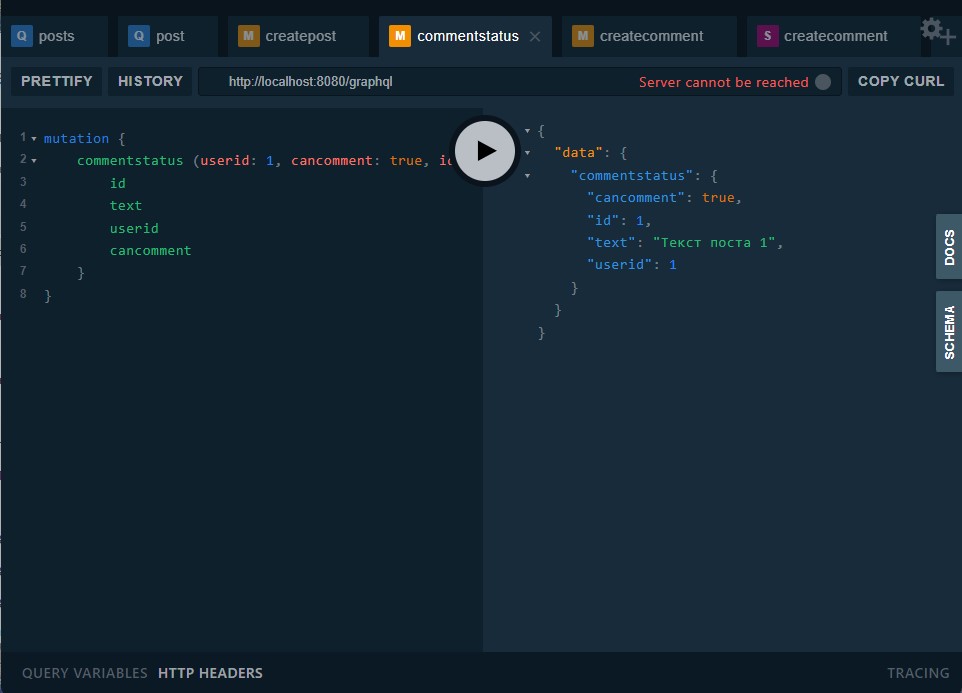 Q posts Q post M createpost M commentstatus M createcomment S createcomment
PRETTIFY HISTORY http://localhost:8080/graphql Server cannot be reached COPY CURL
1 mutation {
2 commentstatus (userid: 1, cancomment: true,
3 id
4 text
5 userid
6 cancomment
7 }
8 }
{
"data": {
"commentstatus": {
"cancomment": true,
"id": 1,
"text": "Текст поста 1",
"userid": 1
}
}
}
DOCS
SCHEMA
QUERY VARIABLES HTTP HEADERS TRACING